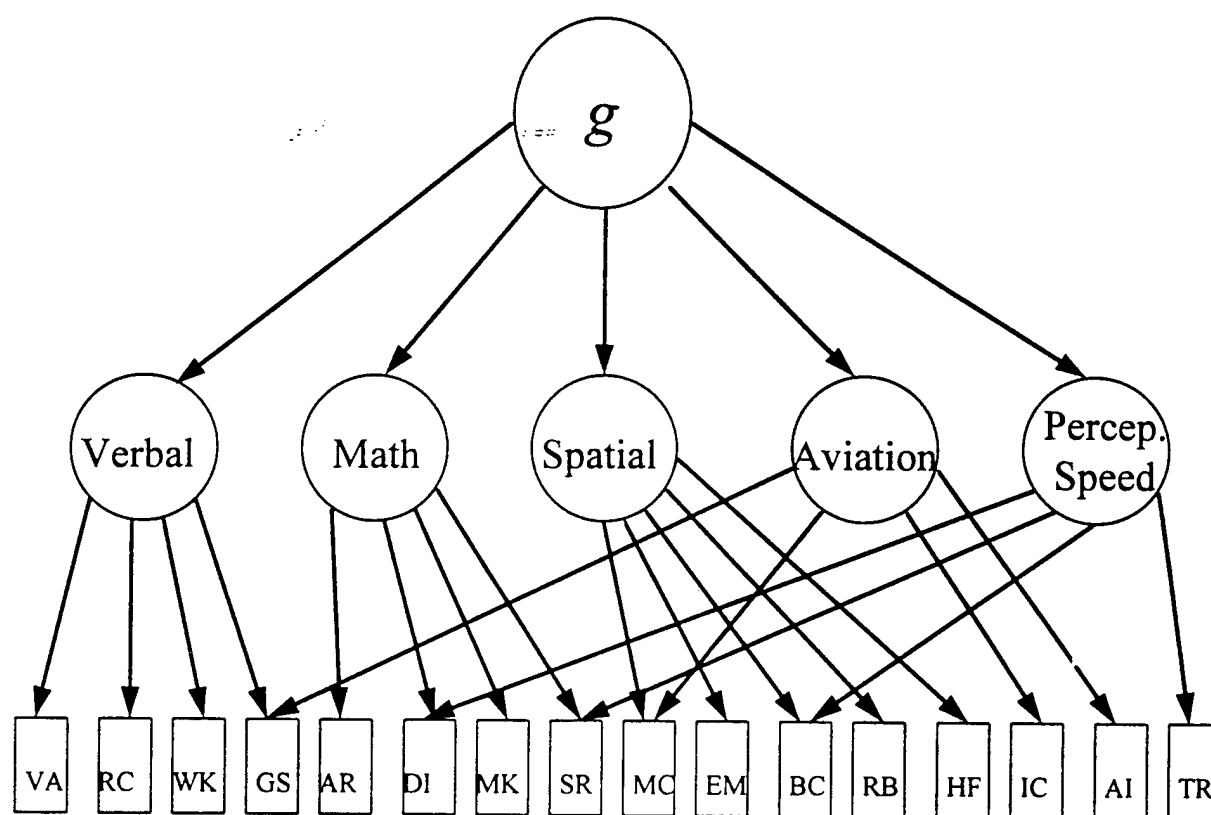 g
Verbal
Math
Spatial
Aviation
Percep.
Speed
VA RC WK GS AR DI MK SR MC EM BC RB HF IC AI TR